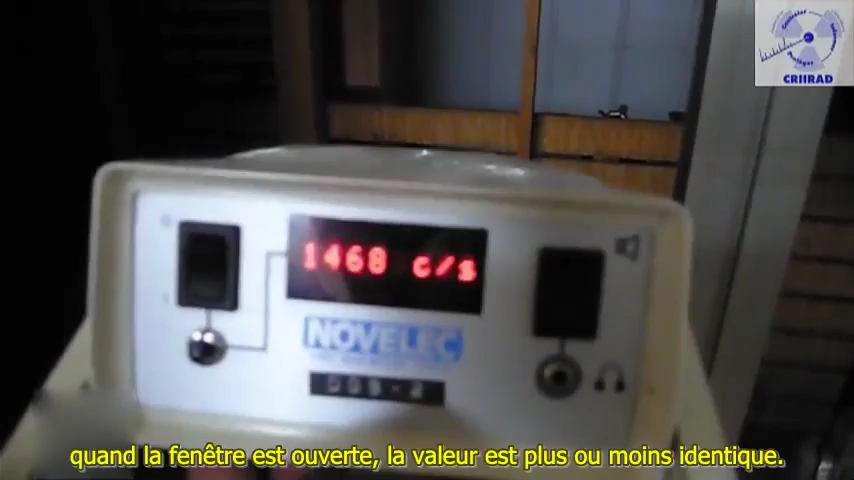 CRIIRAD
1468 c/s
NOVELEC
quand la fenêtre est ouverte, la valeur est plus ou moins identique.